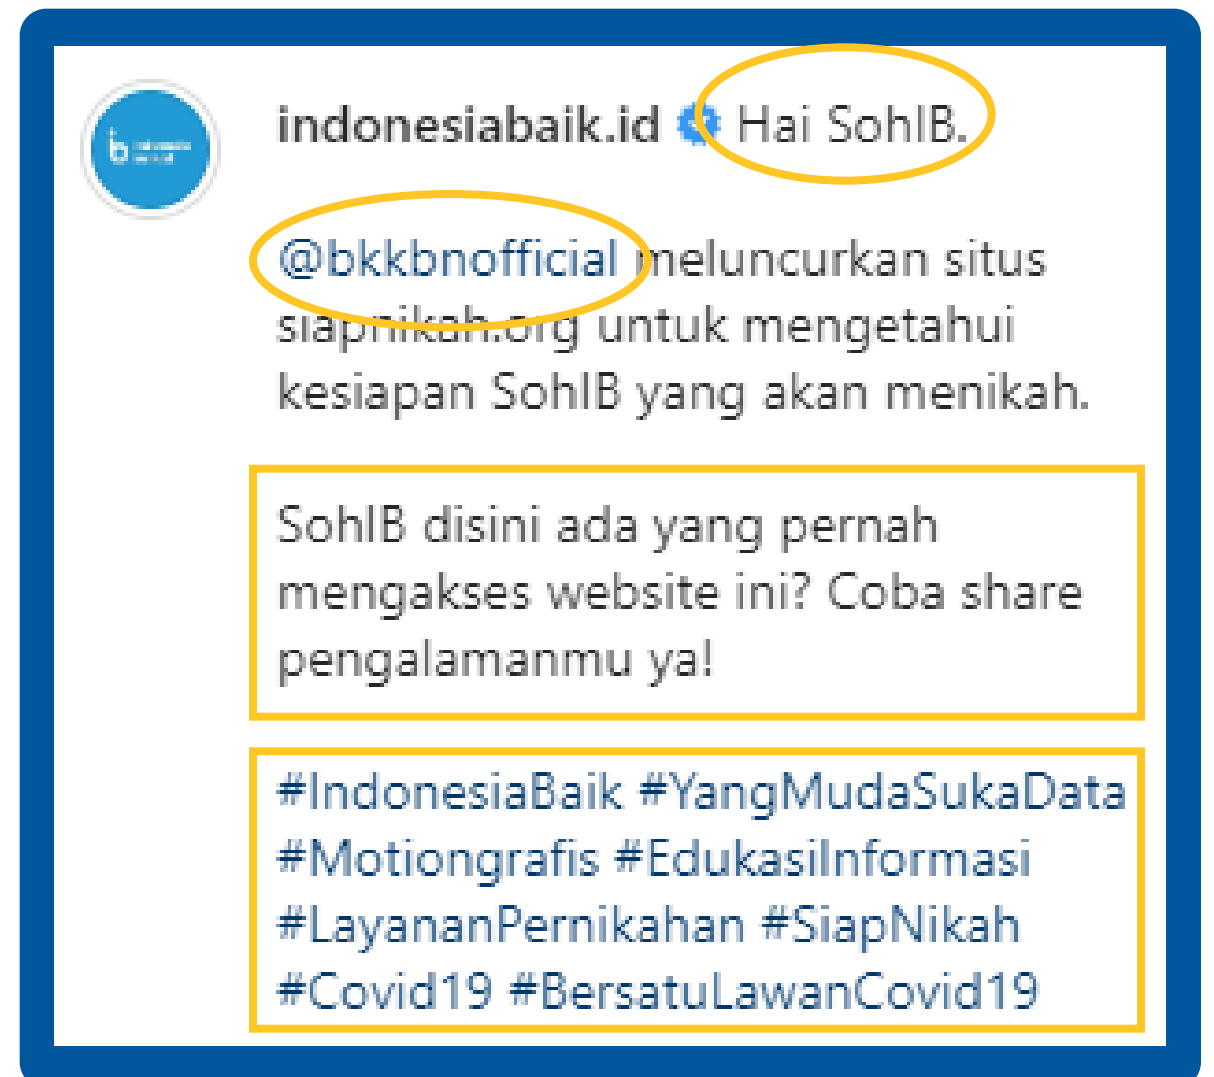 indonesiabaik.id Hai SohIB.
@bkkbnofficial meluncurkan situs
siapnikah.org untuk mengetahui
kesiapan SohIB yang akan menikah.
SohIB disini ada yang pernah
mengakses website ini? Coba share
pengalamanmu ya!
#IndonesiaBaik #YangMudaSukaData
#Motiongrafis #EdukasiInformasi
#LayananPernikahan #SiapNikah
#Covid19 #BersatuLawanCovid19